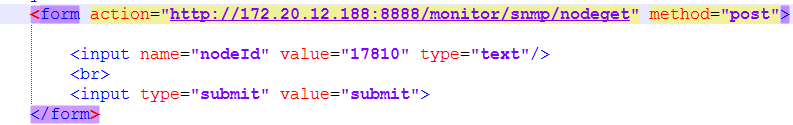 <form action="http://172.20.12.188:8888/monitor/snmp/nodeget" method="post">
<input name="nodeId" value="17810" type="text"/>
<br>
<input type="submit" value="submit">
</form>